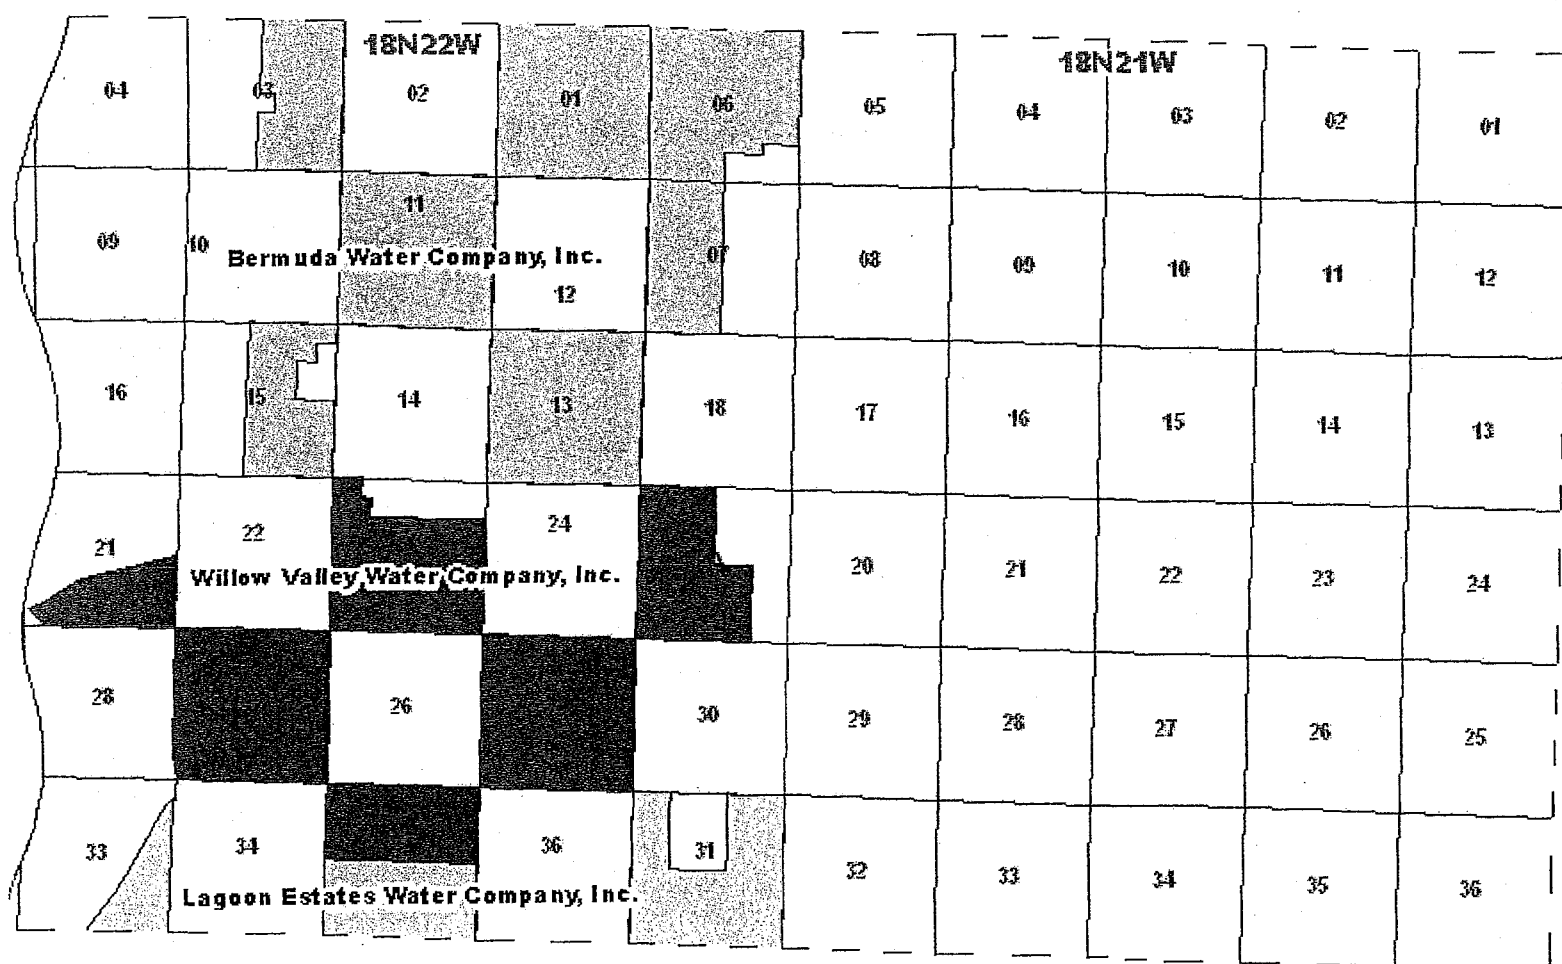 18N22W
18N21W
04 03 02 01 06 05 04 03 02 01
09 10 11 12 07 08 09 10 11 12
Bermuda Water Company, Inc.
16 15 14 13 18 17 16 15 14 13
21 22 24 20 21 22 23 24
Willow Valley Water Company, Inc.
28 26 30 29 28 27 26 25
33 34 36 31 32 33 34 35 36
Lagoon Estates Water Company, Inc.